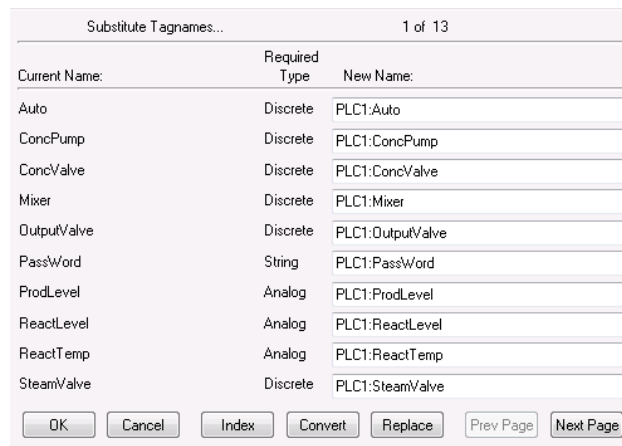 Substitute Tagnames... 1 of 13
Current Name: Required Type New Name:
Auto Discrete PLC1:Auto
ConcPump Discrete PLC1:ConcPump
ConcValve Discrete PLC1:ConcValve
Mixer Discrete PLC1:Mixer
OutputValve Discrete PLC1:OutputValve
PassWord String PLC1:PassWord
ProdLevel Analog PLC1:ProdLevel
ReactLevel Analog PLC1:ReactLevel
ReactTemp Analog PLC1:ReactTemp
SteamValve Discrete PLC1:SteamValve
OK Cancel Index Convert Replace Prev Page Next Page